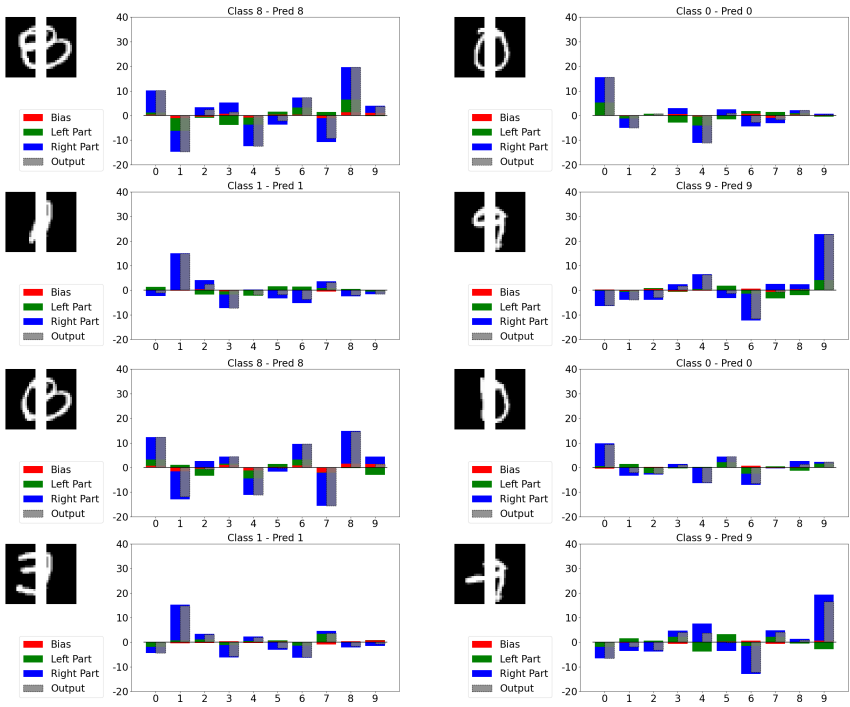 Class 8 - Pred 8
40
30
20
10
0
-10
-20
0 1 2 3 4 5 6 7 8 9
Bias
Left Part
Right Part
Output
Class 0 - Pred 0
40
30
20
10
0
-10
-20
0 1 2 3 4 5 6 7 8 9
Bias
Left Part
Right Part
Output
Class 1 - Pred 1
40
30
20
10
0
-10
-20
0 1 2 3 4 5 6 7 8 9
Bias
Left Part
Right Part
Output
Class 9 - Pred 9
40
30
20
10
0
-10
-20
0 1 2 3 4 5 6 7 8 9
Bias
Left Part
Right Part
Output
Class 8 - Pred 8
40
30
20
10
0
-10
-20
0 1 2 3 4 5 6 7 8 9
Bias
Left Part
Right Part
Output
Class 0 - Pred 0
40
30
20
10
0
-10
-20
0 1 2 3 4 5 6 7 8 9
Bias
Left Part
Right Part
Output
Class 1 - Pred 1
40
30
20
10
0
-10
-20
0 1 2 3 4 5 6 7 8 9
Bias
Left Part
Right Part
Output
Class 9 - Pred 9
40
30
20
10
0
-10
-20
0 1 2 3 4 5 6 7 8 9
Bias
Left Part
Right Part
Output